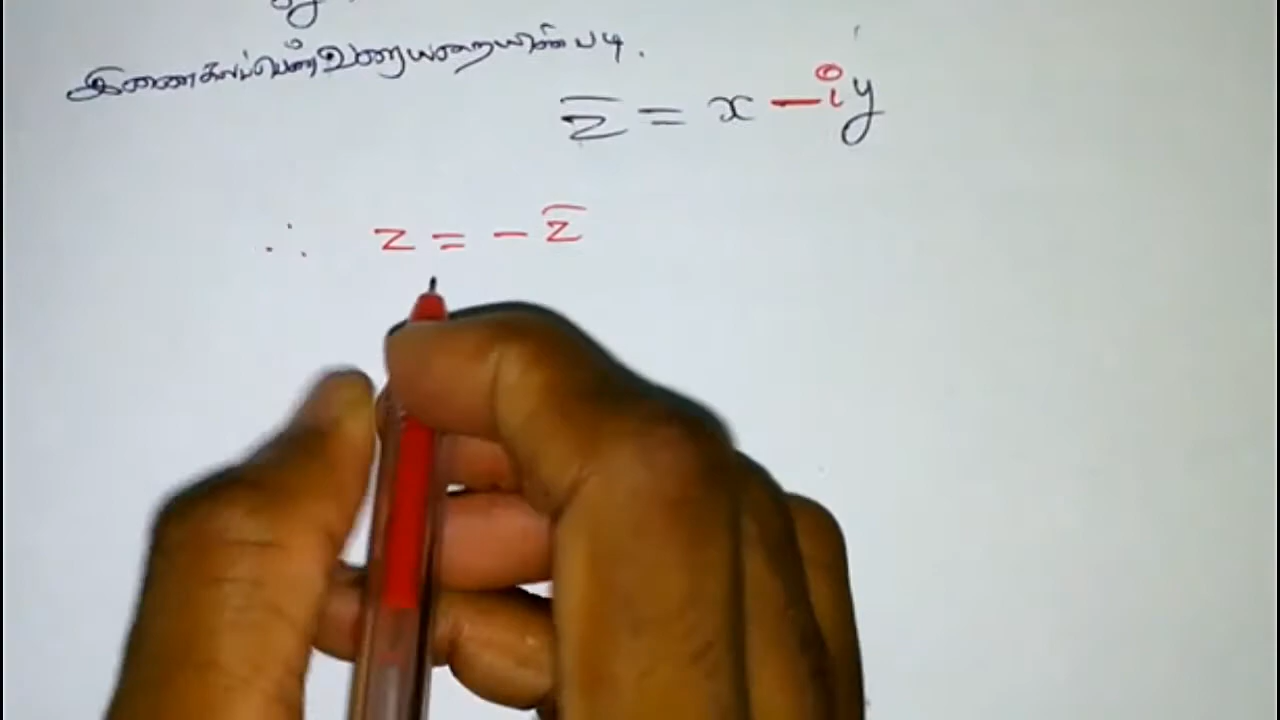 இணைகலப்பெண் வரையறையின்படி.
z̅ = x − iy
∴ z = − z̅